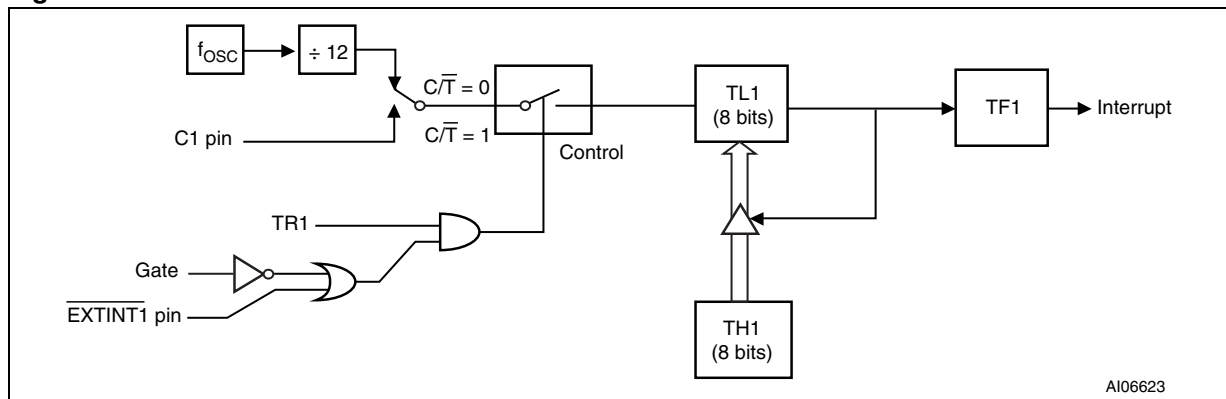 fOSC
÷ 12
C/T̅ = 0
C1 pin
C/T̅ = 1
Control
TL1
(8 bits)
TF1
Interrupt
TR1
Gate
E̅X̅T̅I̅N̅T̅1̅ pin
TH1
(8 bits)
AI06623